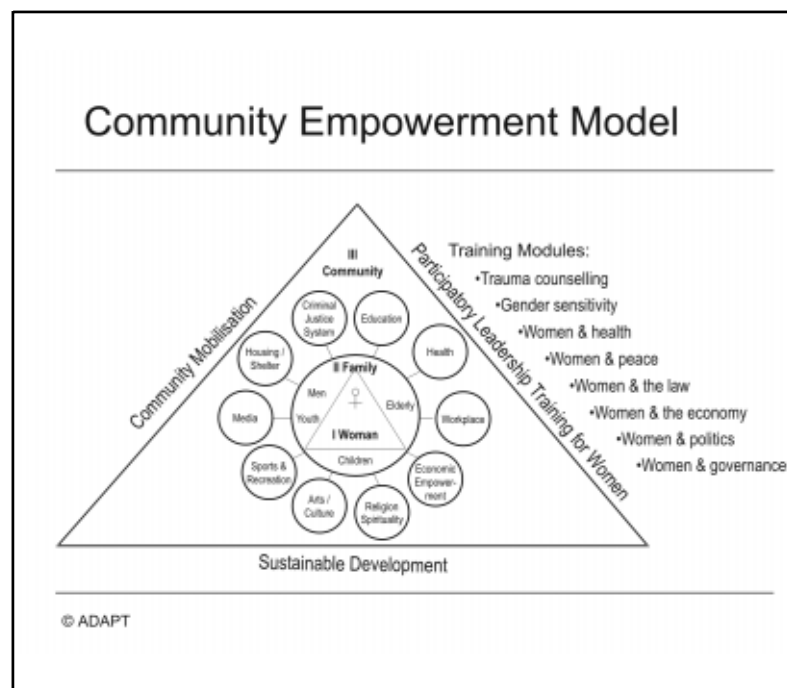 Community Empowerment Model
III
Community
Community Mobilisation
Participatory Leadership Training for Women
Training Modules:
•Trauma counselling
•Gender sensitivity
•Women & health
•Women & peace
•Women & the law
•Women & the economy
•Women & politics
•Women & governance
Criminal
Justice
System
Education
Housing /
Shelter
Health
II Family
Men
Youth
Elderly
Media
Workplace
I Woman
Children
Sports &
Recreation
Economic
Empower-
ment
Arts /
Culture
Religion
Spirituality
Sustainable Development
© ADAPT